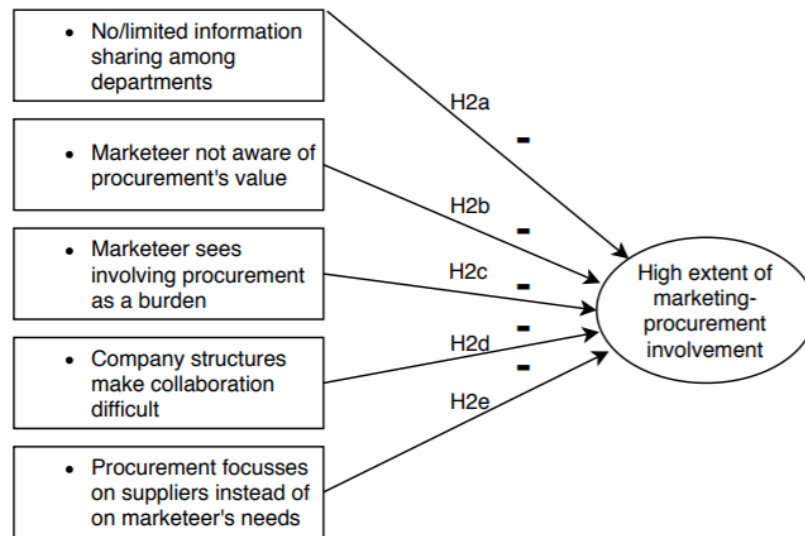 • No/limited information
sharing among
departments
H2a
-
• Marketeer not aware of
procurement's value
H2b
-
• Marketeer sees
involving procurement
as a burden
H2c
-
High extent of
marketing-
procurement
involvement
-
• Company structures
make collaboration
difficult
H2d
-
H2e
• Procurement focusses
on suppliers instead of
on marketeer's needs